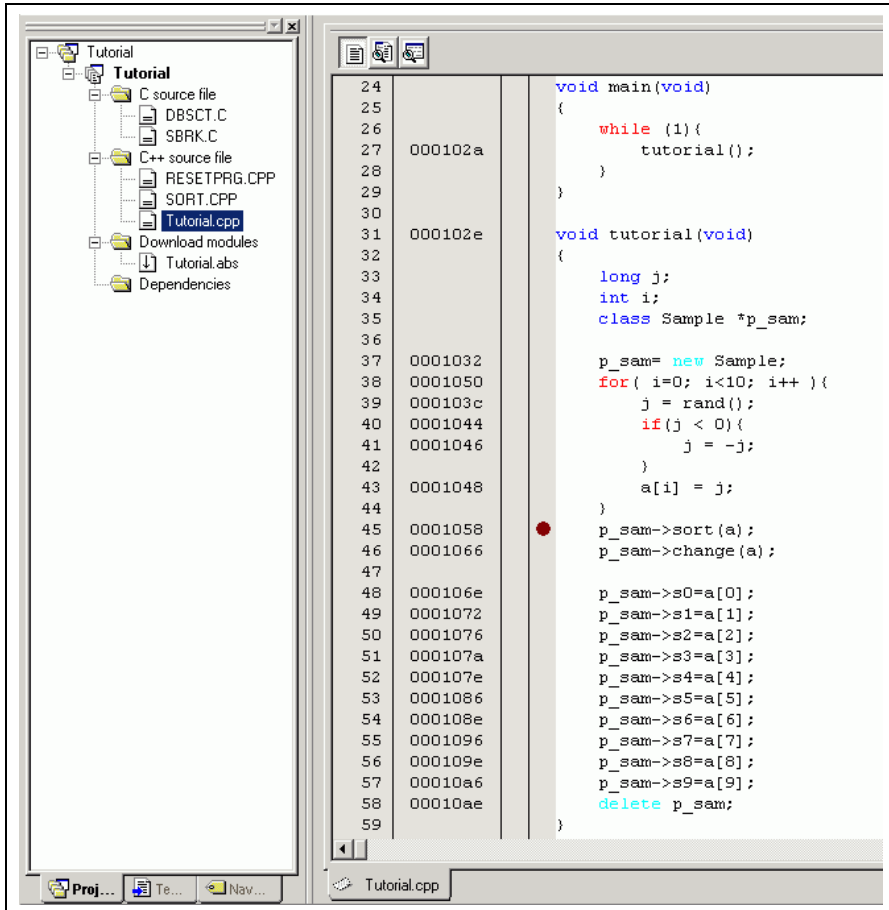 Tutorial
Tutorial
C source file
DBSCT.C
SBRK.C
C++ source file
RESETPRG.CPP
SORT.CPP
Tutorial.cpp
Download modules
Tutorial.abs
Dependencies
Proj...
Te...
Nav...
24 void main(void)
25 {
26 while (1){
27 000102a tutorial();
28 }
29 }
30
31 000102e void tutorial(void)
32 {
33 long j;
34 int i;
35 class Sample *p_sam;
36
37 0001032 p_sam= new Sample;
38 0001050 for( i=0; i<10; i++ ){
39 000103c j = rand();
40 0001044 if(j < 0){
41 0001046 j = -j;
42 }
43 0001048 a[i] = j;
44 }
45 0001058 p_sam->sort(a);
46 0001066 p_sam->change(a);
47
48 000106e p_sam->s0=a[0];
49 0001072 p_sam->s1=a[1];
50 0001076 p_sam->s2=a[2];
51 000107a p_sam->s3=a[3];
52 000107e p_sam->s4=a[4];
53 0001086 p_sam->s5=a[5];
54 000108e p_sam->s6=a[6];
55 0001096 p_sam->s7=a[7];
56 000109e p_sam->s8=a[8];
57 00010a6 p_sam->s9=a[9];
58 00010ae delete p_sam;
59 }
Tutorial.cpp